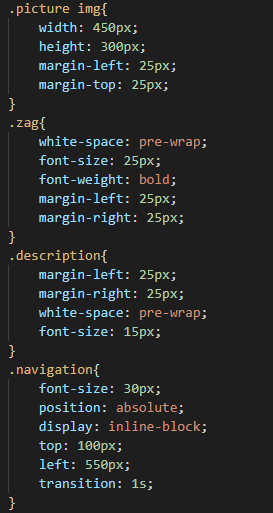 .picture img{
    width: 450px;
    height: 300px;
    margin-left: 25px;
    margin-top: 25px;
}
.zag{
    white-space: pre-wrap;
    font-size: 25px;
    font-weight: bold;
    margin-left: 25px;
    margin-right: 25px;
}
.description{
    margin-left: 25px;
    margin-right: 25px;
    white-space: pre-wrap;
    font-size: 15px;
}
.navigation{
    font-size: 30px;
    position: absolute;
    display: inline-block;
    top: 100px;
    left: 550px;
    transition: 1s;
}